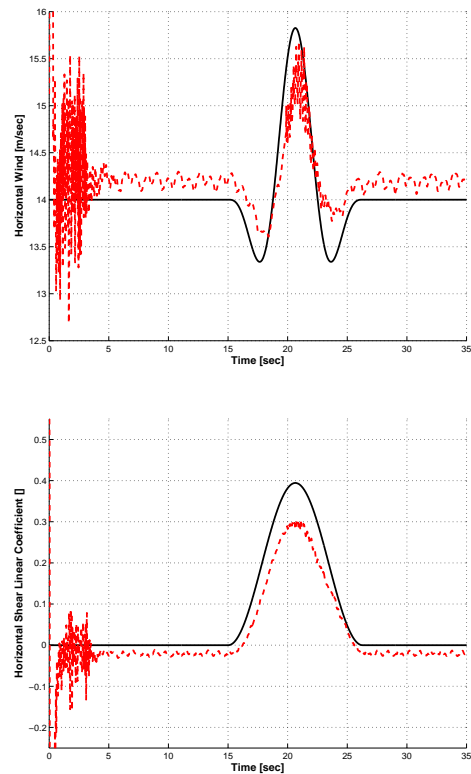 16
15.5
15
14.5
14
13.5
13
12.5
Horizontal Wind [m/sec]
0 5 10 15 20 25 30 35
Time [sec]
0.5
0.4
0.3
0.2
0.1
0
−0.1
−0.2
Horizontal Shear Linear Coefficient []
0 5 10 15 20 25 30 35
Time [sec]